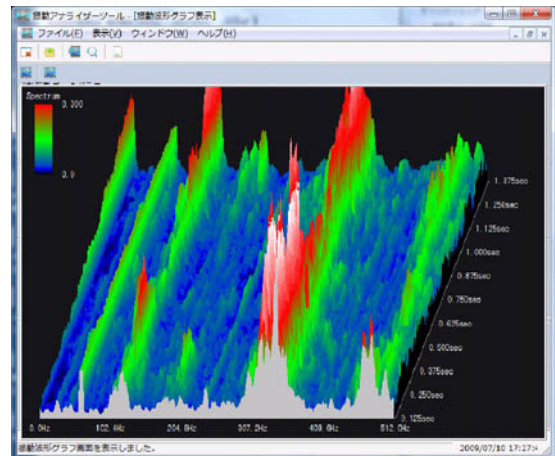 振動アナライザーツール - [振動波形グラフ表示]
ファイル(F) 表示(V) ウィンドウ(W) ヘルプ(H)
Spectrum
0.300
0.0
1.375sec
1.250sec
1.125sec
1.000sec
0.875sec
0.750sec
0.625sec
0.500sec
0.375sec
0.250sec
0.125sec
0.0Hz 102.4Hz 204.8Hz 307.2Hz 409.6Hz 512.0Hz
振動波形グラフ画面を表示しました。 2009/07/10 17:27:4